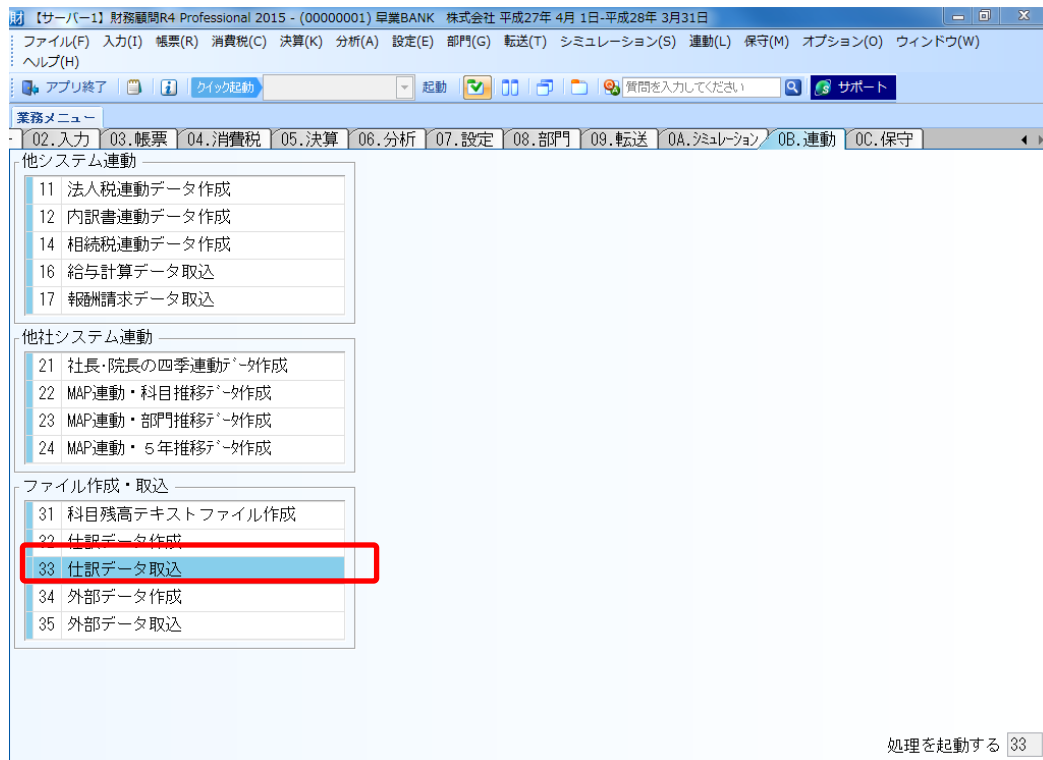 【サーバー1】財務顧問R4 Professional 2015 - (00000001) 早業BANK 株式会社 平成27年 4月 1日-平成28年 3月31日
ファイル(F) 入力(I) 帳票(R) 消費税(C) 決算(K) 分析(A) 設定(E) 部門(G) 転送(T) シミュレーション(S) 連動(L) 保守(M) オプション(O) ウィンドウ(W)
ヘルプ(H)
アプリ終了 クイック起動 起動 質問を入力してください サポート
業務メニュー
02.入力 03.帳票 04.消費税 05.決算 06.分析 07.設定 08.部門 09.転送 0A.シミュレーション 0B.連動 0C.保守
他システム連動
11 法人税連動データ作成
12 内訳書連動データ作成
14 相続税連動データ作成
16 給与計算データ取込
17 報酬請求データ取込
他社システム連動
21 社長･院長の四季連動ﾃﾞｰﾀ作成
22 MAP連動・科目推移ﾃﾞｰﾀ作成
23 MAP連動・部門推移ﾃﾞｰﾀ作成
24 MAP連動・５年推移ﾃﾞｰﾀ作成
ファイル作成・取込
31 科目残高テキストファイル作成
32 仕訳データ作成
33 仕訳データ取込
34 外部データ作成
35 外部データ取込
処理を起動する 33